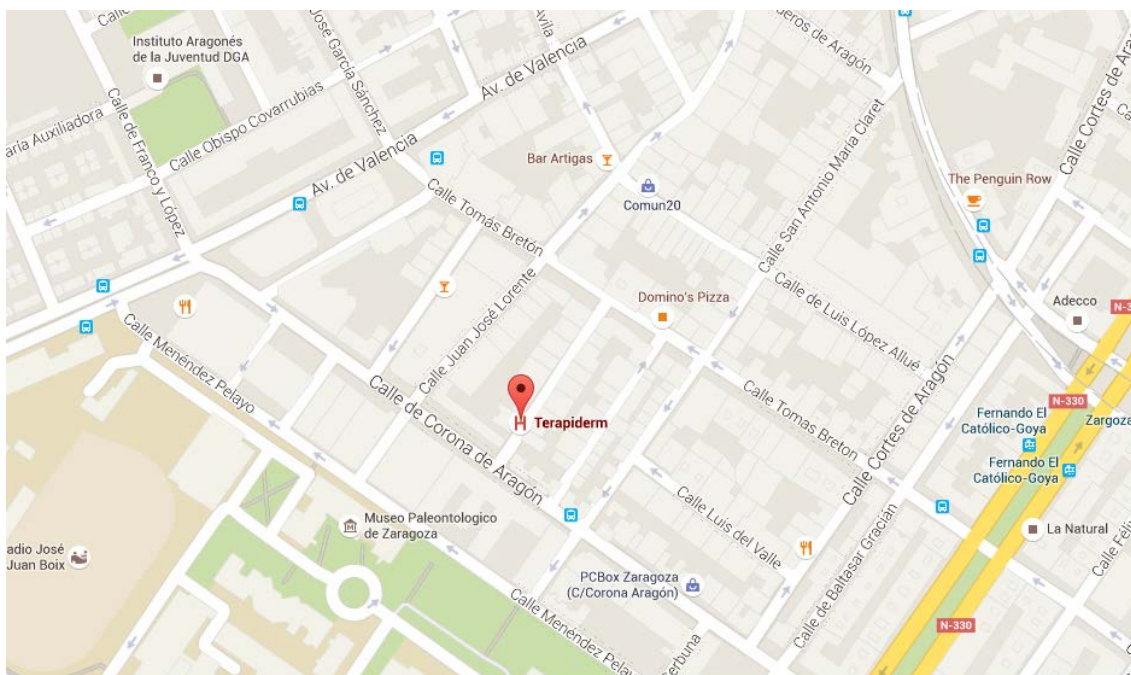 Instituto Aragonés
de la Juventud DGA
José García Sánchez
Ávila
Av. de Valencia
Calle de Franco y López
Calle Obispo Covarrubias
Av. de Valencia
Bar Artigas
Comun20
Calle San Antonio María Claret
Calle Cortes de
The Penguin Row
Calle Tomás Bretón
Calle Juan José Lorente
Domino's Pizza
Calle de Luis López Allué
Adecco
Calle Menéndez Pelayo
Calle de Corona de Aragón
Terapiderm
Calle Tomas Breton
Calle Cortes de Aragón
N-330
Fernando El
Católico-Goya
Fernando El
Católico-Goya
Museo Paleontologico
de Zaragoza
Calle Luis del Valle
La Natural
Juan Boix
PCBox Zaragoza
(C/Corona Aragón)
Calle de Baltasar Gracián
Calle Menéndez Pelayo
N-330